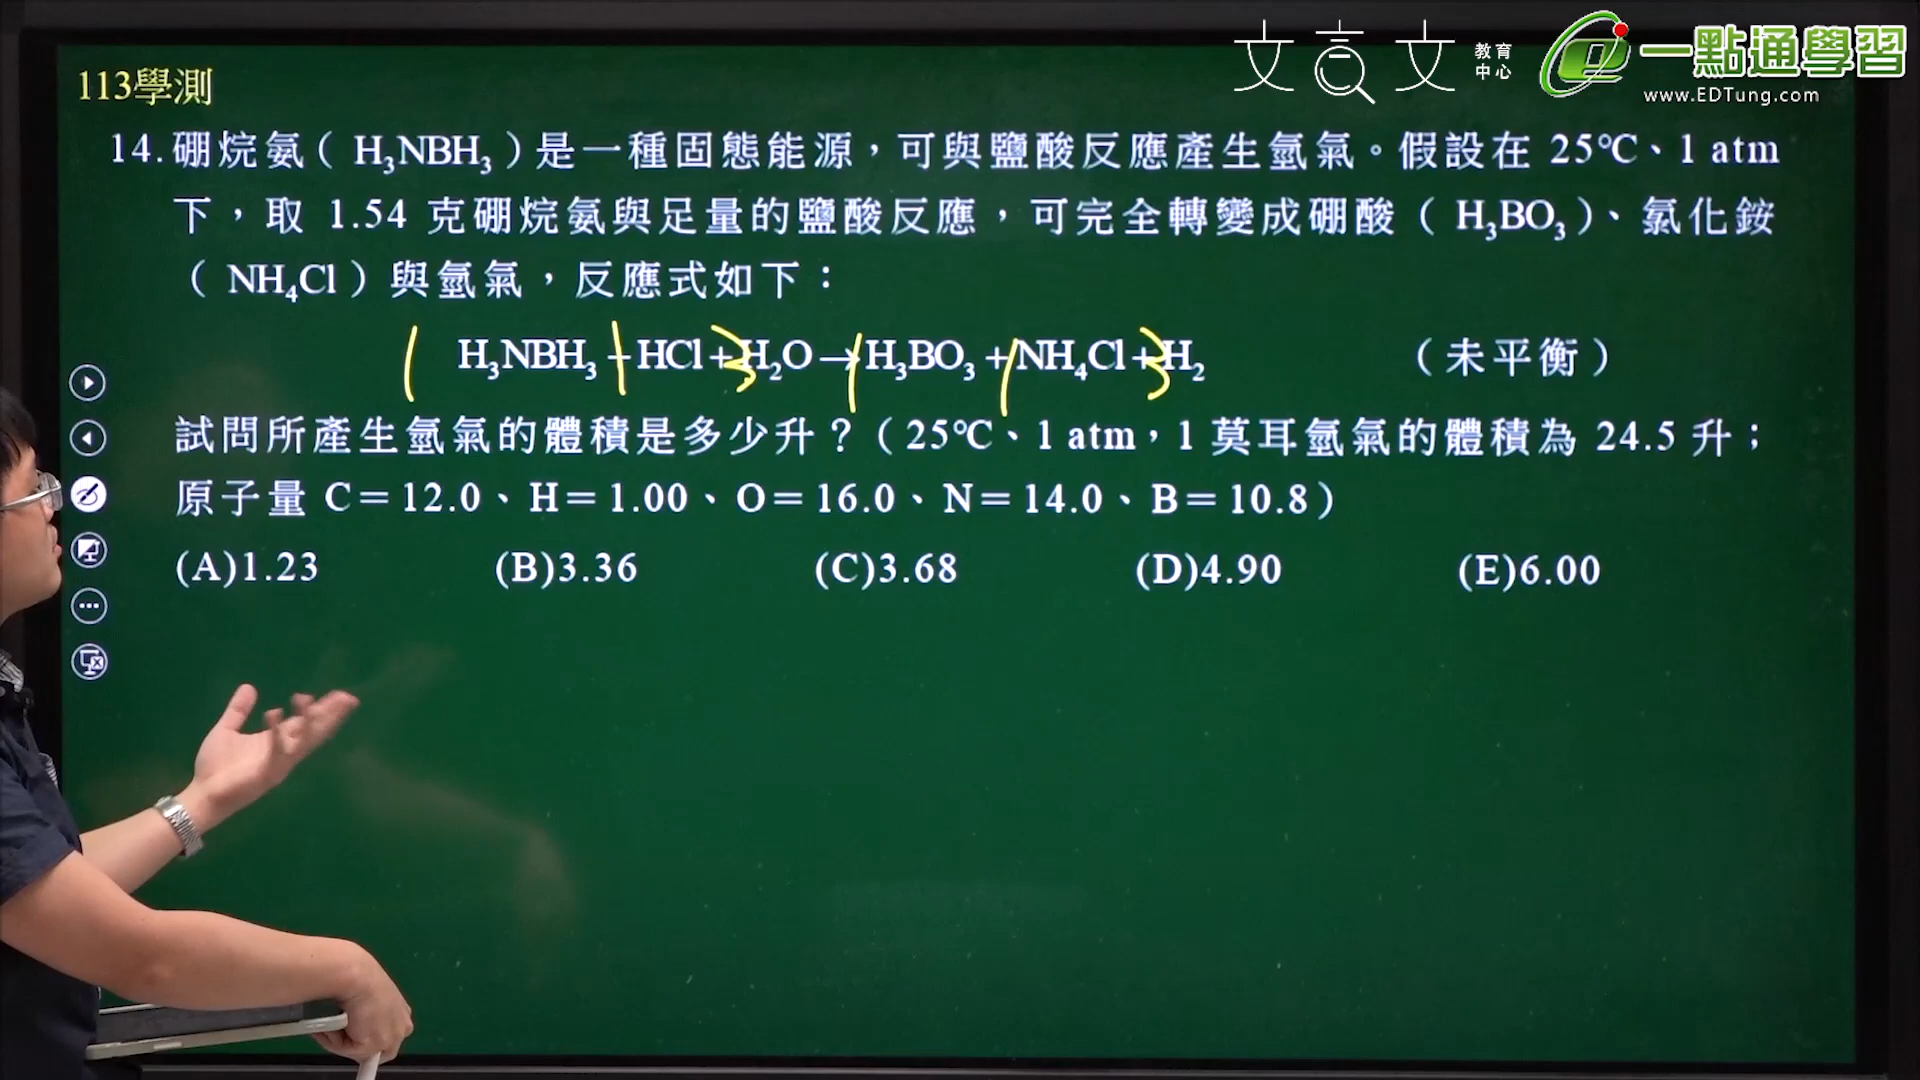 文言文 教育中心 一點通學習
www.EDTung.com
113學測
14.硼烷氨（H₃NBH₃）是一種固態能源，可與鹽酸反應產生氫氣。假設在 25℃、1 atm
下，取 1.54 克硼烷氨與足量的鹽酸反應，可完全轉變成硼酸（H₃BO₃）、氯化銨
（NH₄Cl）與氫氣，反應式如下：
1 H₃NBH₃ + 1 HCl + 3 H₂O → 1 H₃BO₃ + 1 NH₄Cl + 3 H₂ （未平衡）
試問所產生氫氣的體積是多少升？（25℃、1 atm，1 莫耳氫氣的體積為 24.5 升；
原子量 C＝12.0、H＝1.00、O＝16.0、N＝14.0、B＝10.8）
(A)1.23 (B)3.36 (C)3.68 (D)4.90 (E)6.00